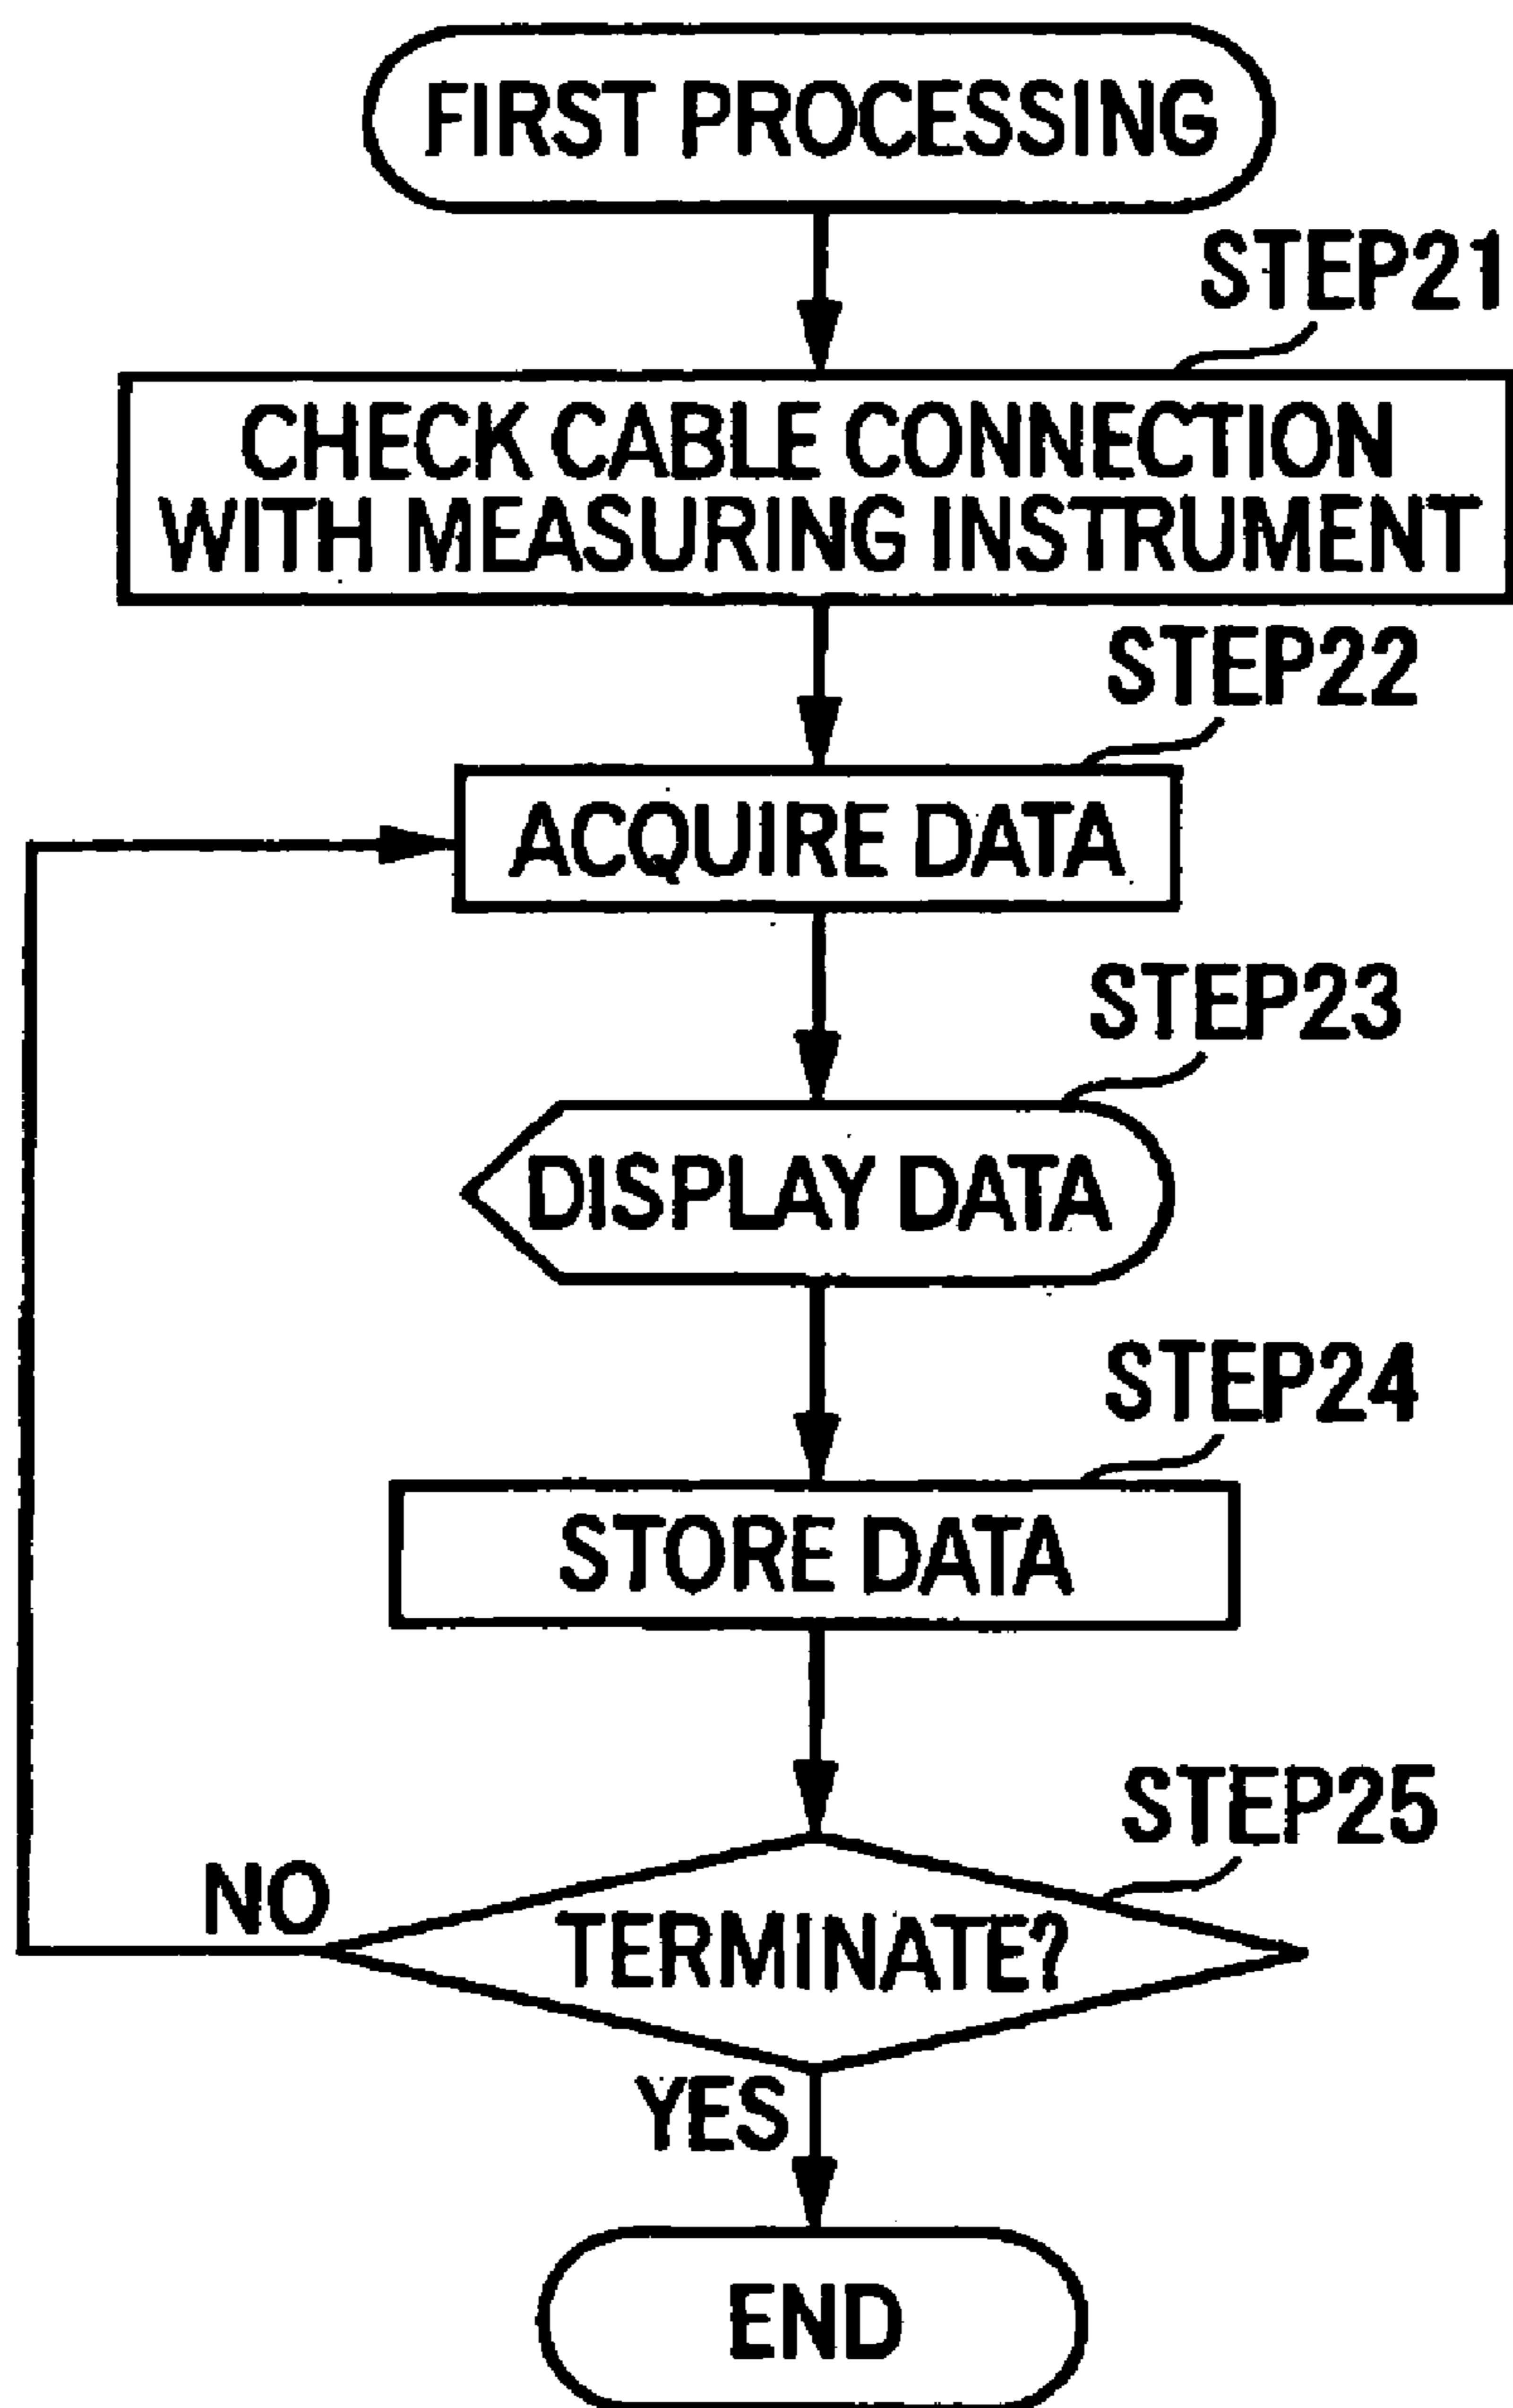 FIRST PROCESSING
STEP21
CHECK CABLE CONNECTION
WITH MEASURING INSTRUMENT
STEP22
ACQUIRE DATA
STEP23
DISPLAY DATA
STEP24
STORE DATA
STEP25
NO
TERMINATE?
YES
END